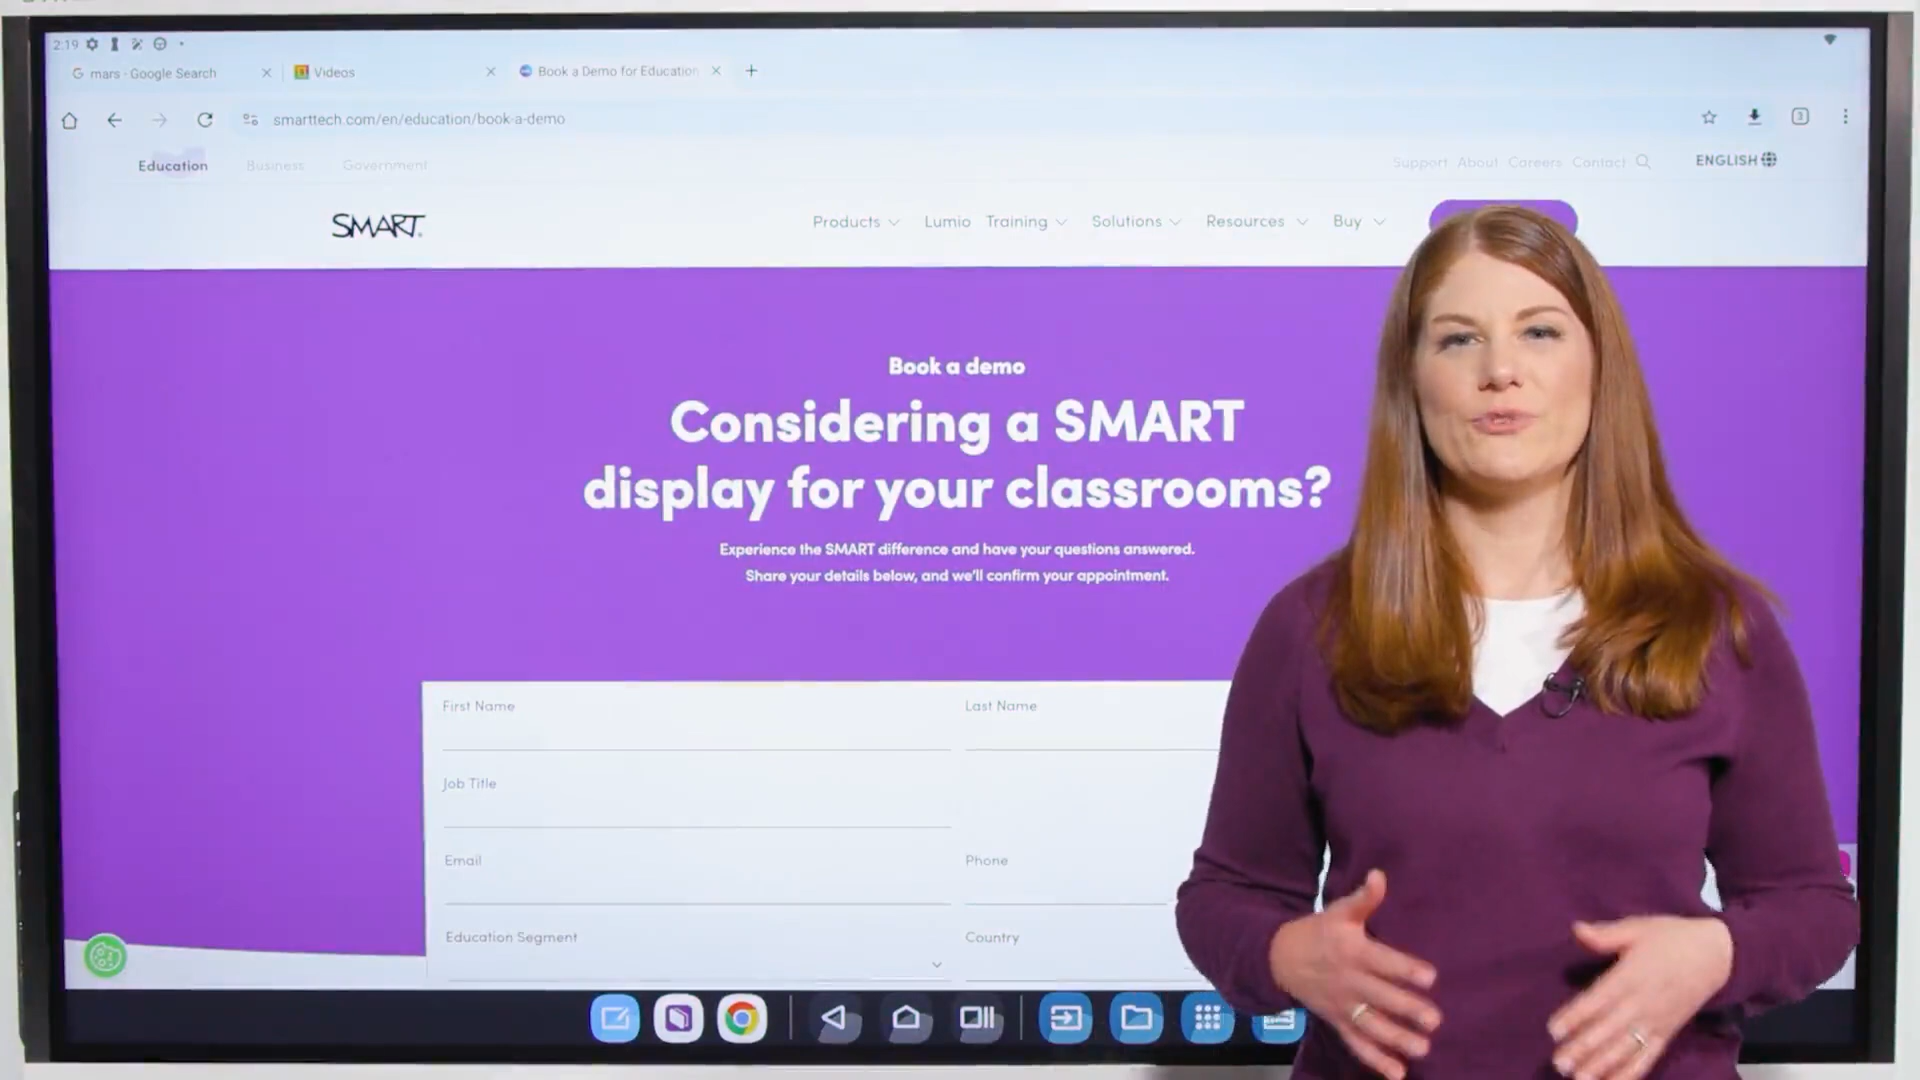 2:19
mars - Google Search
Videos
Book a Demo for Education
smarttech.com/en/education/book-a-demo
3
Education Business Government
Support About Careers Contact
ENGLISH
SMART
Products Lumio Training Solutions Resources Buy
Book a demo
Considering a SMART
display for your classrooms?
Experience the SMART difference and have your questions answered.
Share your details below, and we'll confirm your appointment.
First Name
Last Name
Job Title
Email
Phone
Education Segment
Country